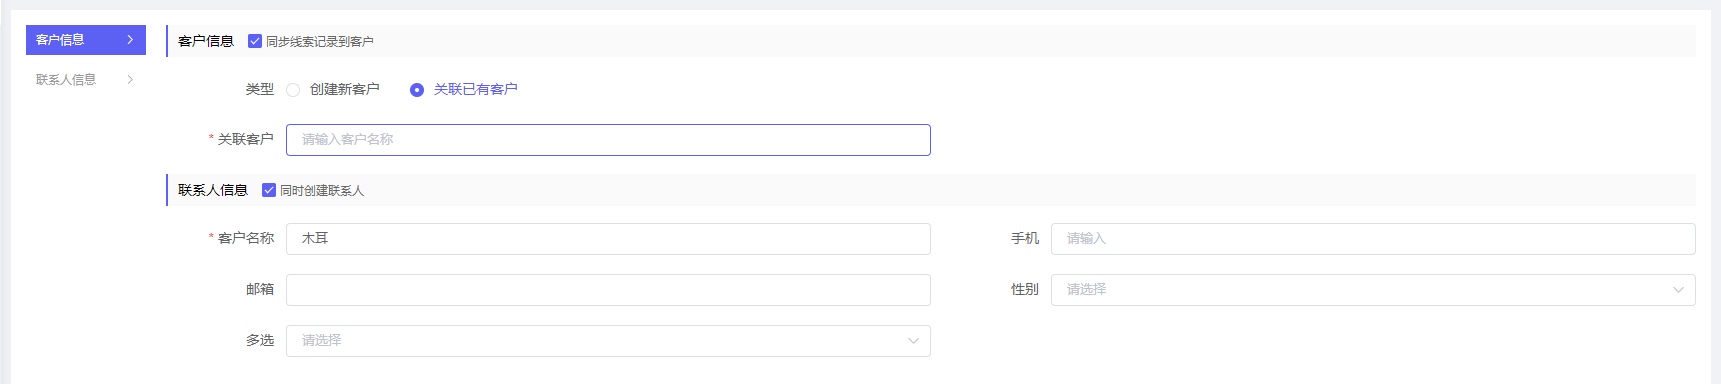 客户信息
联系人信息
客户信息 同步线索记录到客户
类型 创建新客户 关联已有客户
* 关联客户 请输入客户名称
联系人信息 同时创建联系人
* 客户名称 木耳 手机 请输入
邮箱 性别 请选择
多选 请选择